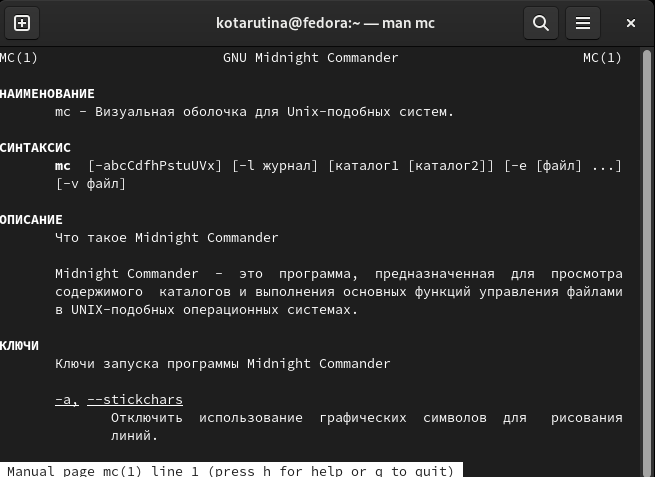 kotarutina@fedora:~ — man mc
MC(1) GNU Midnight Commander MC(1)
НАИМЕНОВАНИЕ
mc - Визуальная оболочка для Unix-подобных систем.
СИНТАКСИС
mc [-abcCdfhPstuUVx] [-l журнал] [каталог1 [каталог2]] [-e [файл] ...]
[-v файл]
ОПИСАНИЕ
Что такое Midnight Commander
Midnight Commander - это программа, предназначенная для просмотра
содержимого каталогов и выполнения основных функций управления файлами
в UNIX-подобных операционных системах.
КЛЮЧИ
Ключи запуска программы Midnight Commander
-a, --stickchars
Отключить использование графических символов для рисования
линий.
Manual page mc(1) line 1 (press h for help or q to quit)